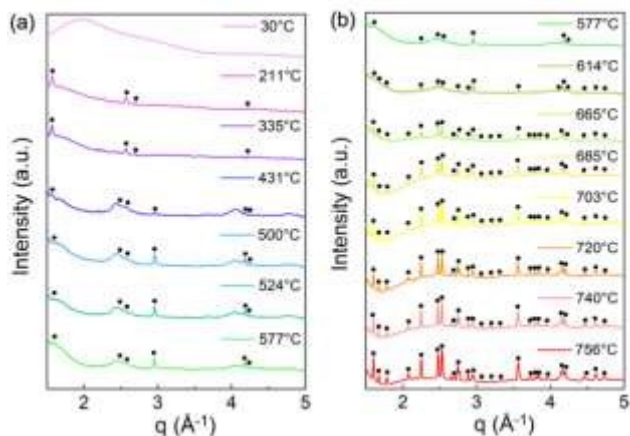 (a)
30°C
211°C
335°C
431°C
500°C
524°C
577°C
Intensity (a.u.)
2 3 4 5
q (Å-¹)
(b)
577°C
614°C
665°C
685°C
703°C
720°C
740°C
756°C
Intensity (a.u.)
2 3 4 5
q (Å-¹)